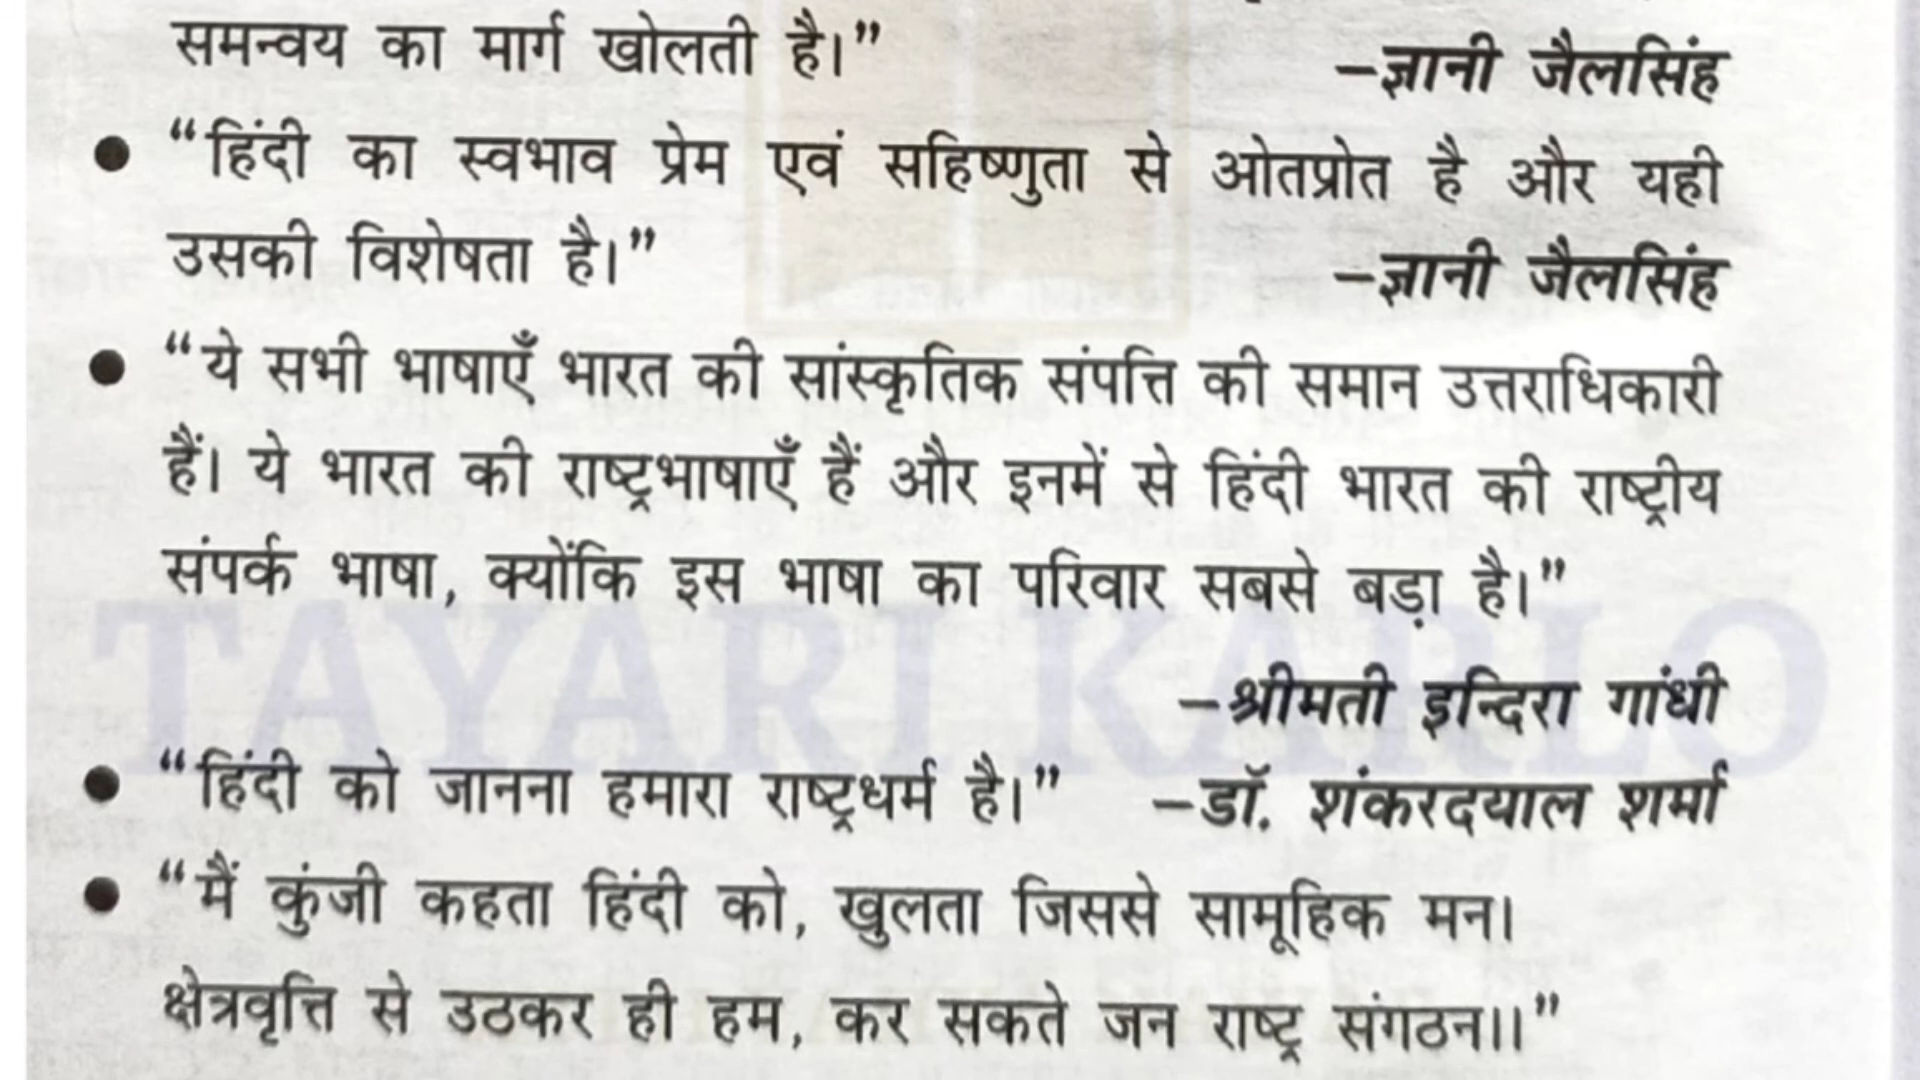 समन्वय का मार्ग खोलती है।” –ज्ञानी जैलसिंह
● “हिंदी का स्वभाव प्रेम एवं सहिष्णुता से ओतप्रोत है और यही
उसकी विशेषता है।” –ज्ञानी जैलसिंह
● “ये सभी भाषाएँ भारत की सांस्कृतिक संपत्ति की समान उत्तराधिकारी
हैं। ये भारत की राष्ट्रभाषाएँ हैं और इनमें से हिंदी भारत की राष्ट्रीय
संपर्क भाषा, क्योंकि इस भाषा का परिवार सबसे बड़ा है।”
TAYARI KARLO
–श्रीमती इन्दिरा गांधी
● “हिंदी को जानना हमारा राष्ट्रधर्म है।” –डॉ. शंकरदयाल शर्मा
● “मैं कुंजी कहता हिंदी को, खुलता जिससे सामूहिक मन।
क्षेत्रवृत्ति से उठकर ही हम, कर सकते जन राष्ट्र संगठन।।”